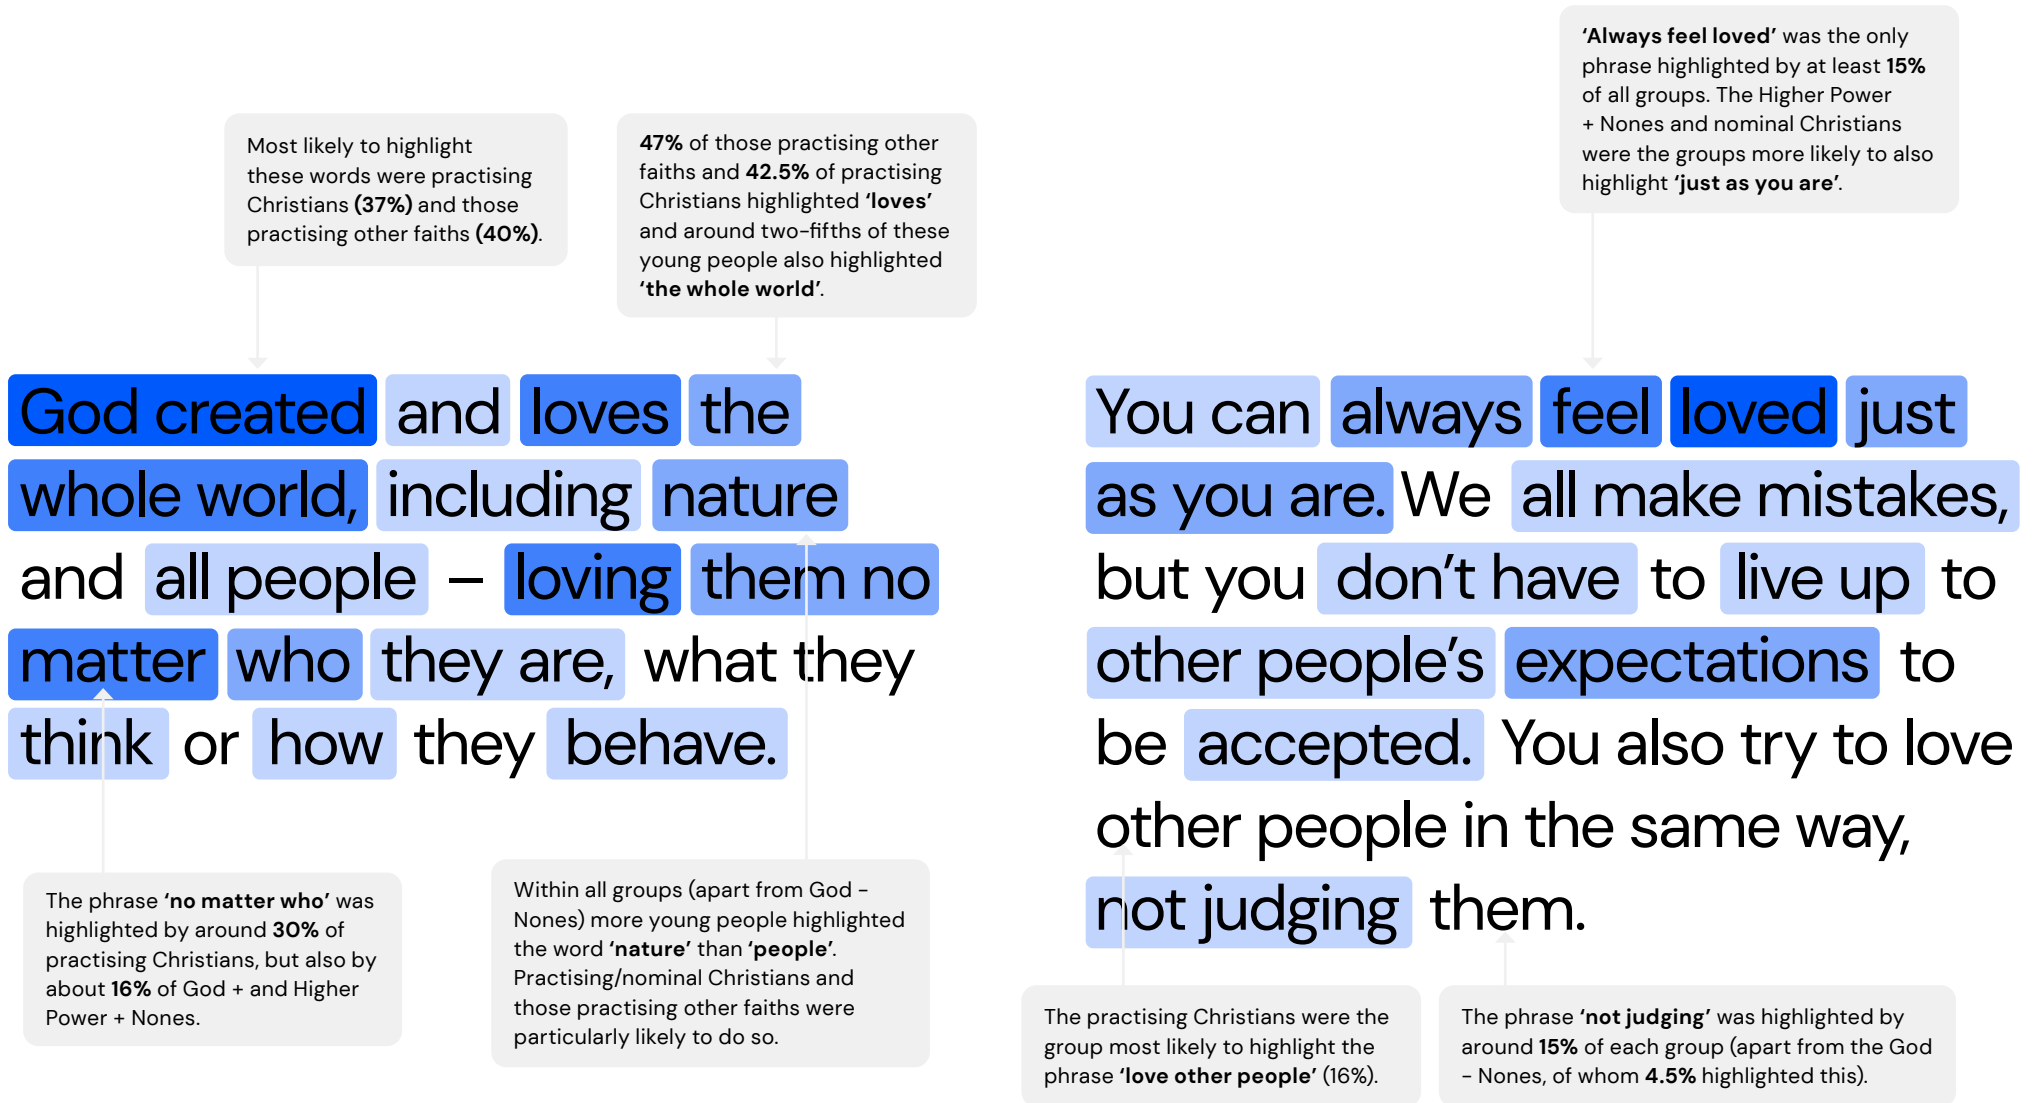 Most likely to highlight
these words were practising
Christians (37%) and those
practising other faiths (40%).
47% of those practising other
faiths and 42.5% of practising
Christians highlighted ‘loves’
and around two-fifths of these
young people also highlighted
‘the whole world’.
God created and loves the
whole world, including nature
and all people – loving them no
matter who they are, what they
think or how they behave.
The phrase ‘no matter who’ was
highlighted by around 30% of
practising Christians, but also by
about 16% of God + and Higher
Power + Nones.
Within all groups (apart from God -
Nones) more young people highlighted
the word ‘nature’ than ‘people’.
Practising/nominal Christians and
those practising other faiths were
particularly likely to do so.
‘Always feel loved’ was the only
phrase highlighted by at least 15%
of all groups. The Higher Power
+ Nones and nominal Christians
were the groups more likely to also
highlight ‘just as you are’.
You can always feel loved just
as you are. We all make mistakes,
but you don’t have to live up to
other people’s expectations to
be accepted. You also try to love
other people in the same way,
not judging them.
The practising Christians were the
group most likely to highlight the
phrase ‘love other people’ (16%).
The phrase ‘not judging’ was highlighted by
around 15% of each group (apart from the God
- Nones, of whom 4.5% highlighted this).